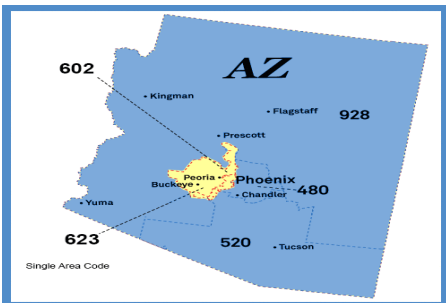 602
AZ
Kingman
Flagstaff
928
Prescott
Peoria
Phoenix
Buckeye
480
Chandler
Yuma
623
520
Tucson
Single Area Code